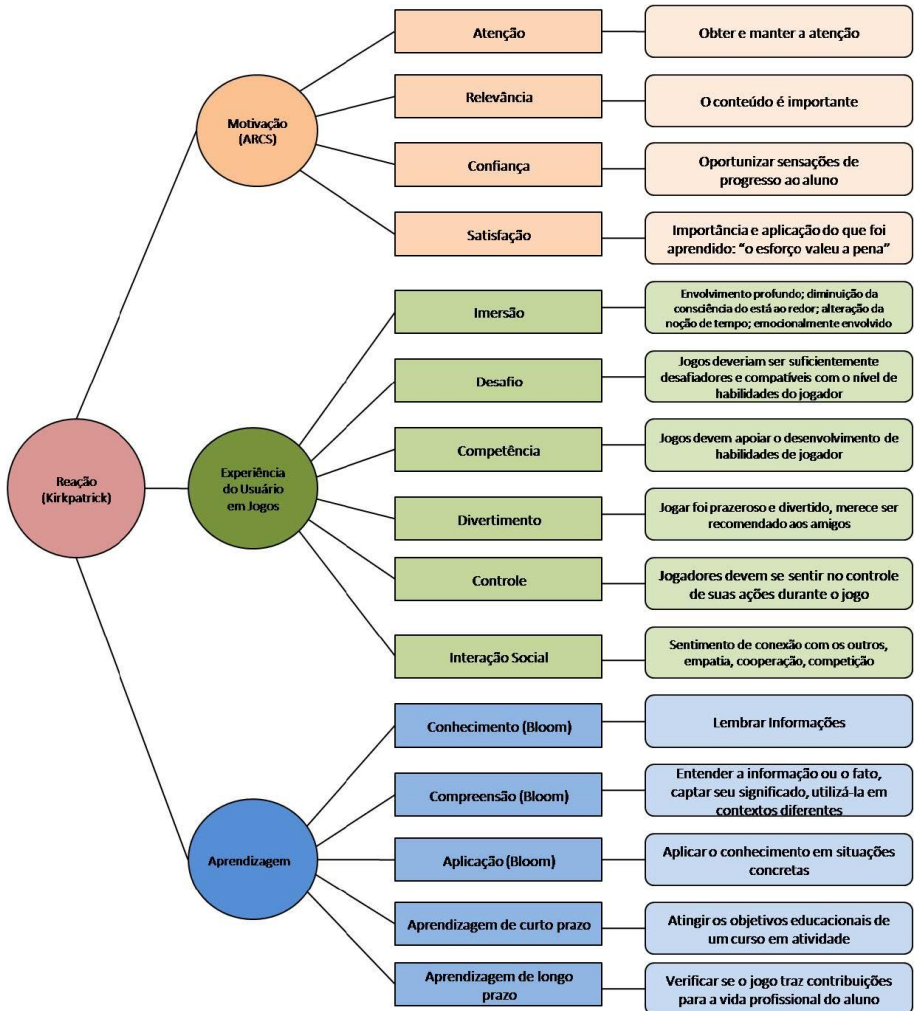 Reação
(Kirkpatrick)
Motivação
(ARCS)
Atenção
Obter e manter a atenção
Relevância
O conteúdo é importante
Confiança
Oportunizar sensações de
progresso ao aluno
Satisfação
Importância e aplicação do que foi
aprendido: “o esforço valeu a pena”
Experiência
do Usuário
em Jogos
Imersão
Envolvimento profundo; diminuição da
consciência do está ao redor; alteração da
noção de tempo; emocionalmente envolvido
Desafio
Jogos deveriam ser suficientemente
desafiadores e compatíveis com o nível de
habilidades do jogador
Competência
Jogos devem apoiar o desenvolvimento de
habilidades de jogador
Divertimento
Jogar foi prazeroso e divertido, merece ser
recomendado aos amigos
Controle
Jogadores devem se sentir no controle
de suas ações durante o jogo
Interação Social
Sentimento de conexão com os outros,
empatia, cooperação, competição
Aprendizagem
Conhecimento (Bloom)
Lembrar Informações
Compreensão (Bloom)
Entender a informação ou o fato,
captar seu significado, utilizá-la em
contextos diferentes
Aplicação (Bloom)
Aplicar o conhecimento em situações
concretas
Aprendizagem de curto prazo
Atingir os objetivos educacionais de
um curso em atividade
Aprendizagem de longo
prazo
Verificar se o jogo traz contribuições
para a vida profissional do aluno